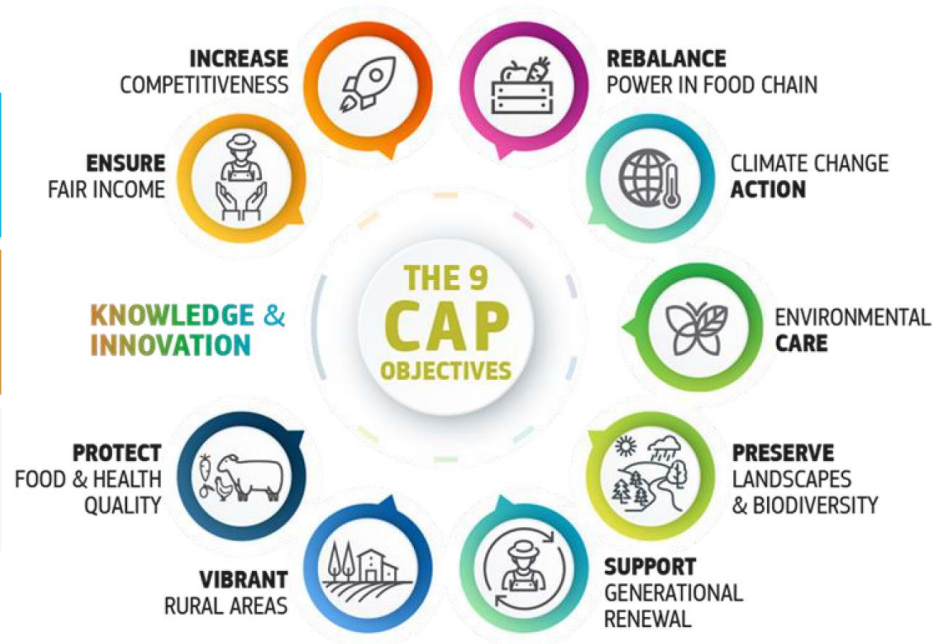 THE 9
CAP
OBJECTIVES
INCREASE
COMPETITIVENESS
REBALANCE
POWER IN FOOD CHAIN
ENSURE
FAIR INCOME
CLIMATE CHANGE
ACTION
KNOWLEDGE &
INNOVATION
ENVIRONMENTAL
CARE
PROTECT
FOOD & HEALTH
QUALITY
PRESERVE
LANDSCAPES
& BIODIVERSITY
VIBRANT
RURAL AREAS
SUPPORT
GENERATIONAL
RENEWAL